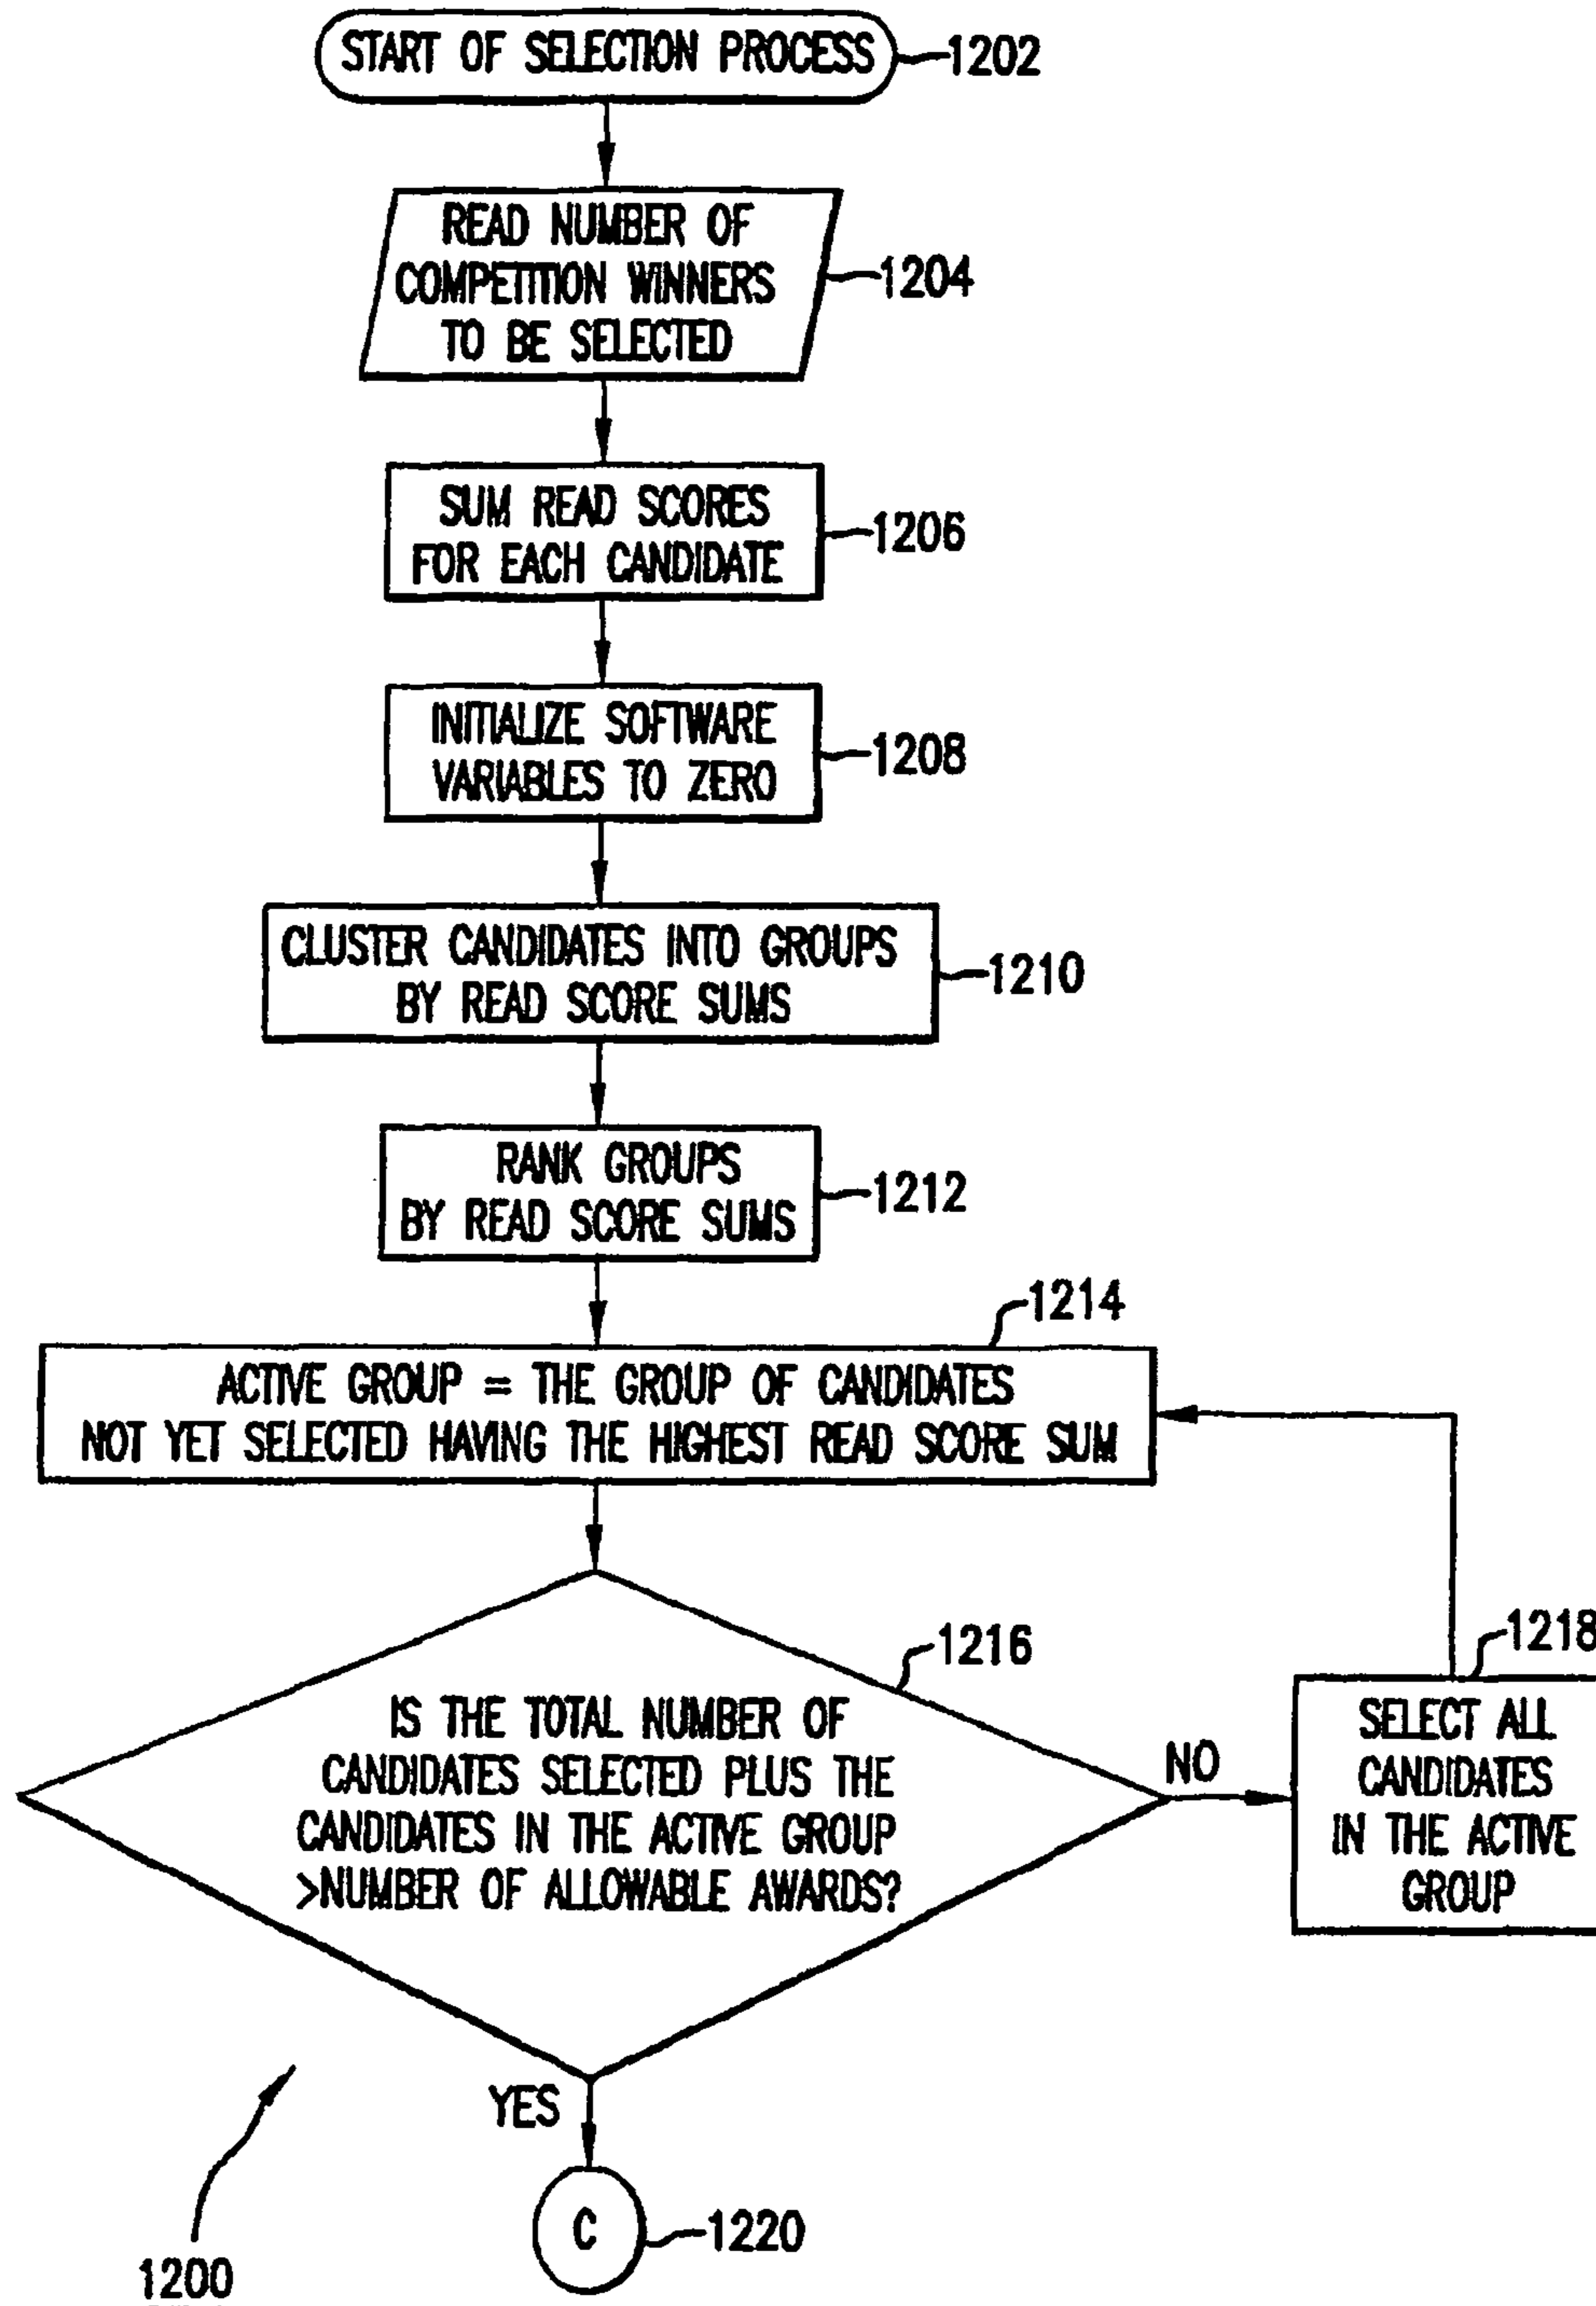 START OF SELECTION PROCESS
1202
READ NUMBER OF
COMPETITION WINNERS
TO BE SELECTED
1204
SUM READ SCORES
FOR EACH CANDIDATE
1206
INITIALIZE SOFTWARE
VARIABLES TO ZERO
1208
CLUSTER CANDIDATES INTO GROUPS
BY READ SCORE SUMS
1210
RANK GROUPS
BY READ SCORE SUMS
1212
1214
ACTIVE GROUP = THE GROUP OF CANDIDATES
NOT YET SELECTED HAVING THE HIGHEST READ SCORE SUM
1216
IS THE TOTAL NUMBER OF
CANDIDATES SELECTED PLUS THE
CANDIDATES IN THE ACTIVE GROUP
>NUMBER OF ALLOWABLE AWARDS?
NO
1218
SELECT ALL
CANDIDATES
IN THE ACTIVE
GROUP
YES
C
1220
1200